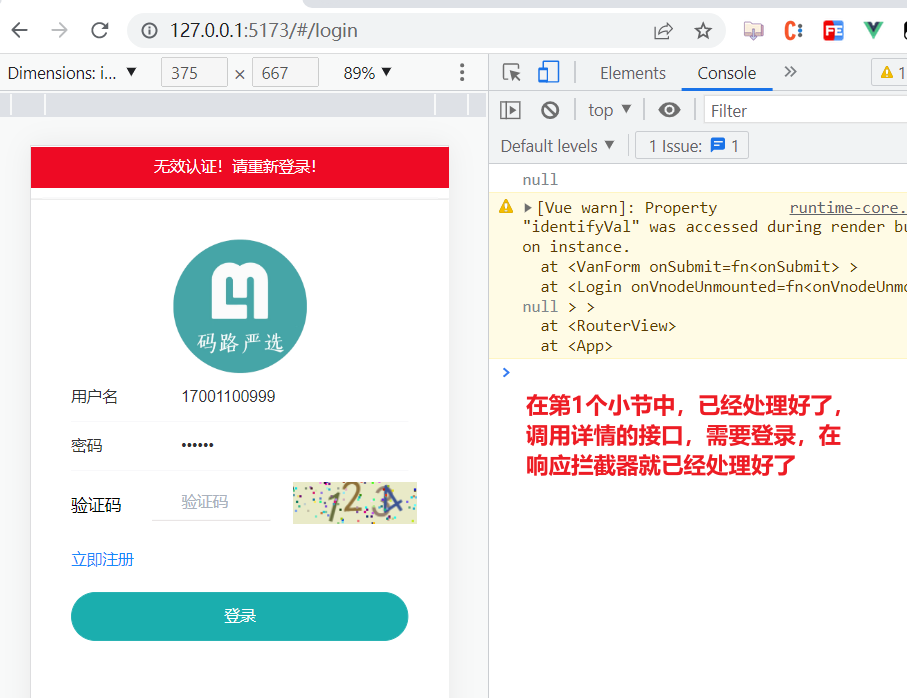 127.0.0.1:5173/#/login
Dimensions: i... ▼ 375 × 667 89% ▼
Elements Console » 1
top ▼ Filter
Default levels ▼ 1 Issue: 1
无效认证！请重新登录！
码路严选
用户名 17001100999
密码 ••••••
验证码 验证码 1234
立即注册
登录
null
▶[Vue warn]: Property runtime-core.
"identifyVal" was accessed during render bu
on instance.
at <VanForm onSubmit=fn<onSubmit> >
at <Login onVnodeUnmounted=fn<onVnodeUnmo
null > >
at <RouterView>
at <App>
>
在第1个小节中，已经处理好了，
调用详情的接口，需要登录，在
响应拦截器就已经处理好了